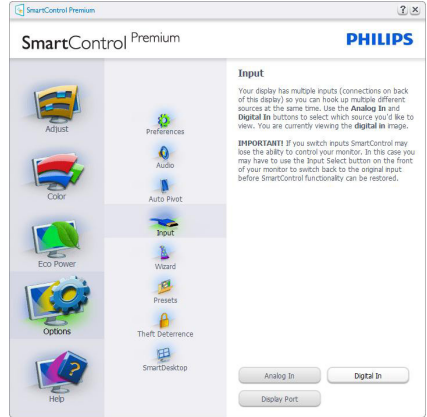 SmartControl Premium
? x
SmartControl Premium
PHILIPS
Adjust
Color
Eco Power
Options
Help
Preferences
Audio
Auto Pivot
Input
Wizard
Presets
Theft Deterrence
SmartDesktop
Input
Your display has multiple inputs (connections on back
of this display) so you can hook up multiple different
sources at the same time. Use the Analog In and
Digital In buttons to select which source you'd like to
view. You are currently viewing the digital in image.
IMPORTANT! If you switch inputs SmartControl may
lose the ability to control your monitor. In this case you
may have to use the Input Select button on the front
of your monitor to switch back to the original input
before SmartControl functionality can be restored.
Analog In
Digital In
Display Port